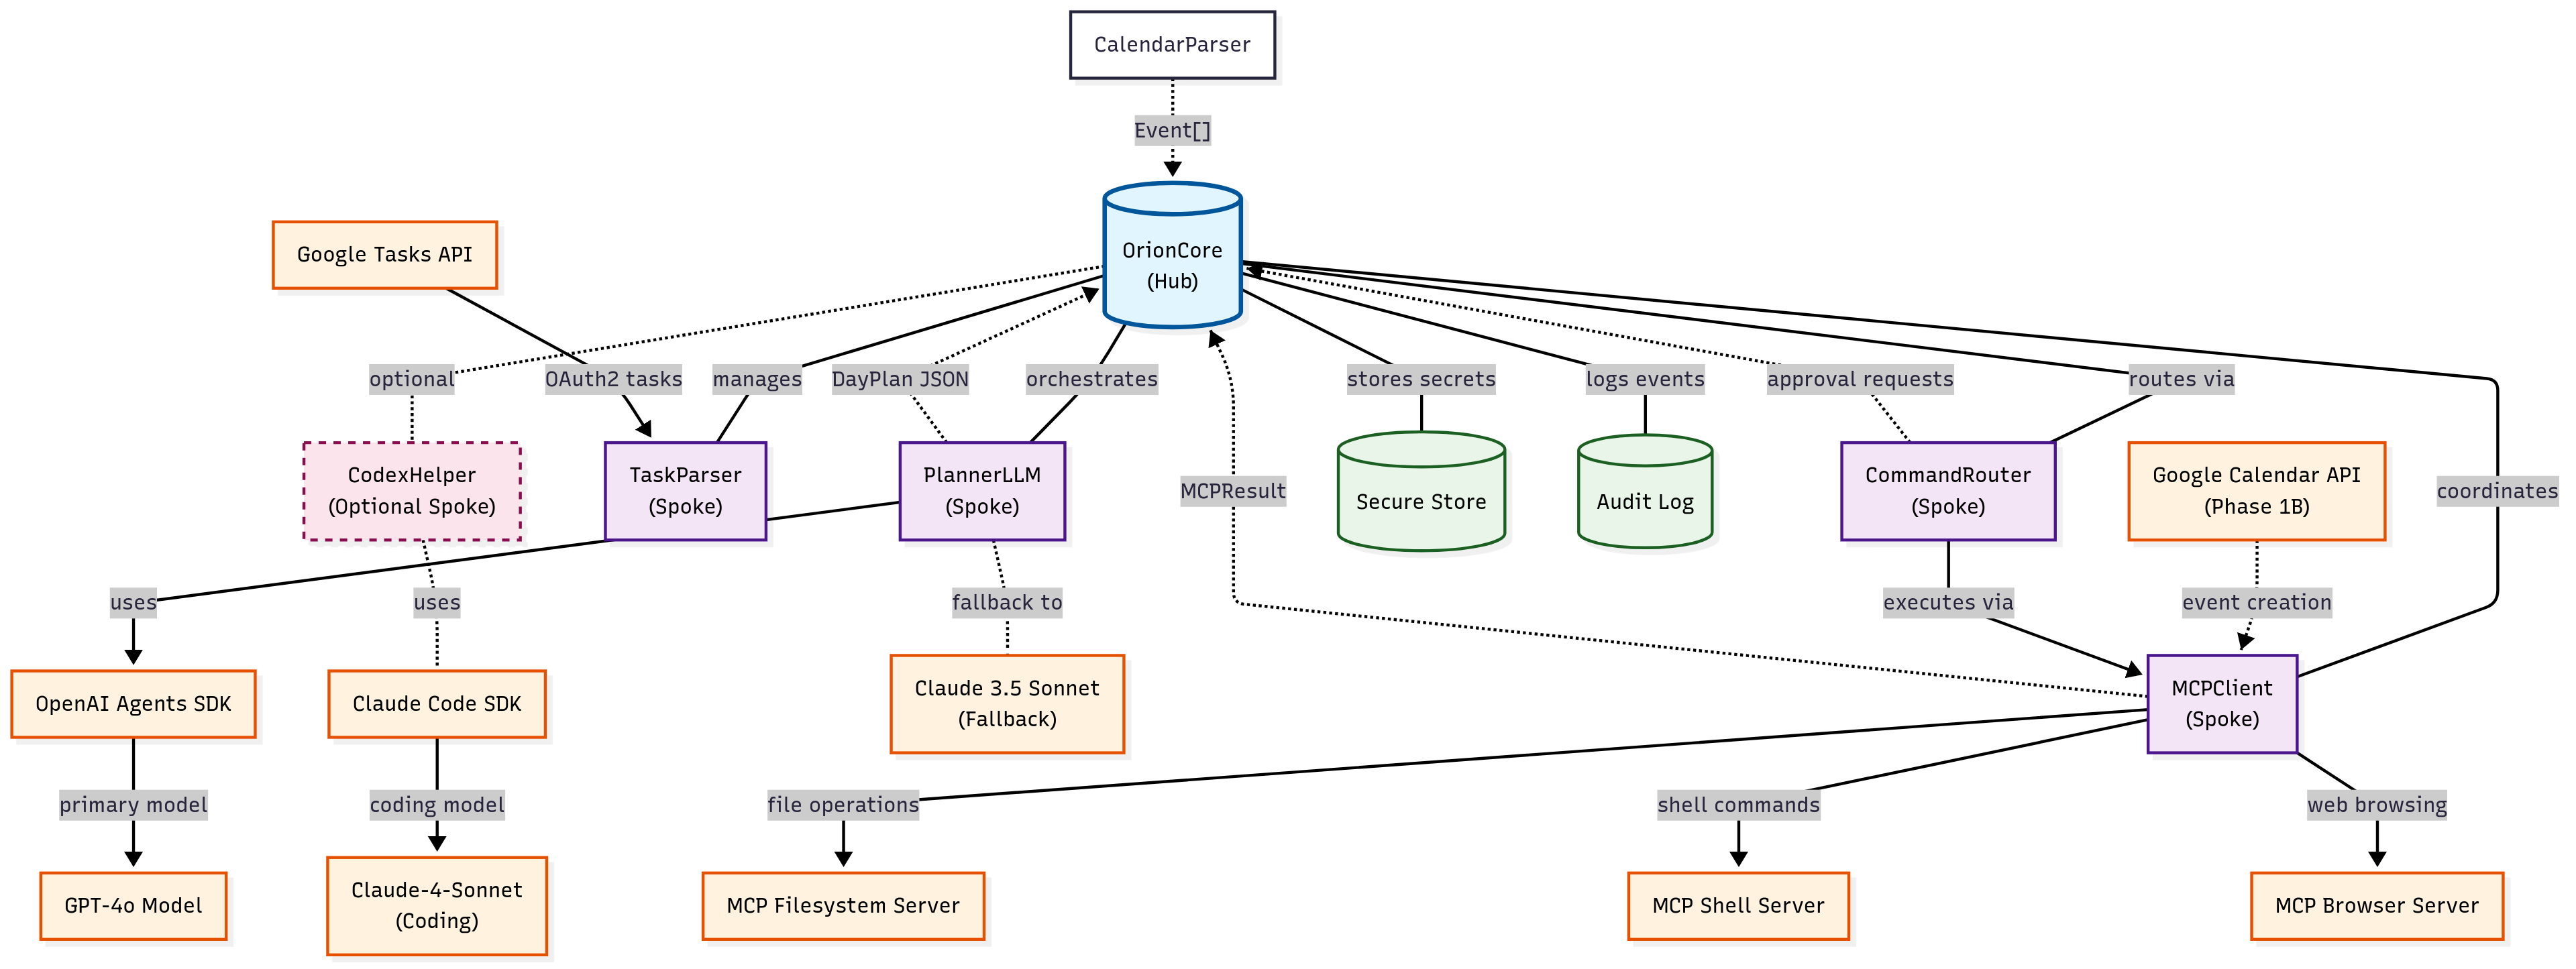 CalendarParser
Event[]
Google Tasks API
OrionCore
(Hub)
optional
OAuth2 tasks
manages
DayPlan JSON
orchestrates
stores secrets
logs events
approval requests
routes via
CodexHelper
(Optional Spoke)
TaskParser
(Spoke)
PlannerLLM
(Spoke)
MCPResult
Secure Store
Audit Log
CommandRouter
(Spoke)
Google Calendar API
(Phase 1B)
coordinates
uses
uses
fallback to
executes via
event creation
OpenAI Agents SDK
Claude Code SDK
Claude 3.5 Sonnet
(Fallback)
MCPClient
(Spoke)
primary model
coding model
file operations
shell commands
web browsing
GPT-4o Model
Claude-4-Sonnet
(Coding)
MCP Filesystem Server
MCP Shell Server
MCP Browser Server